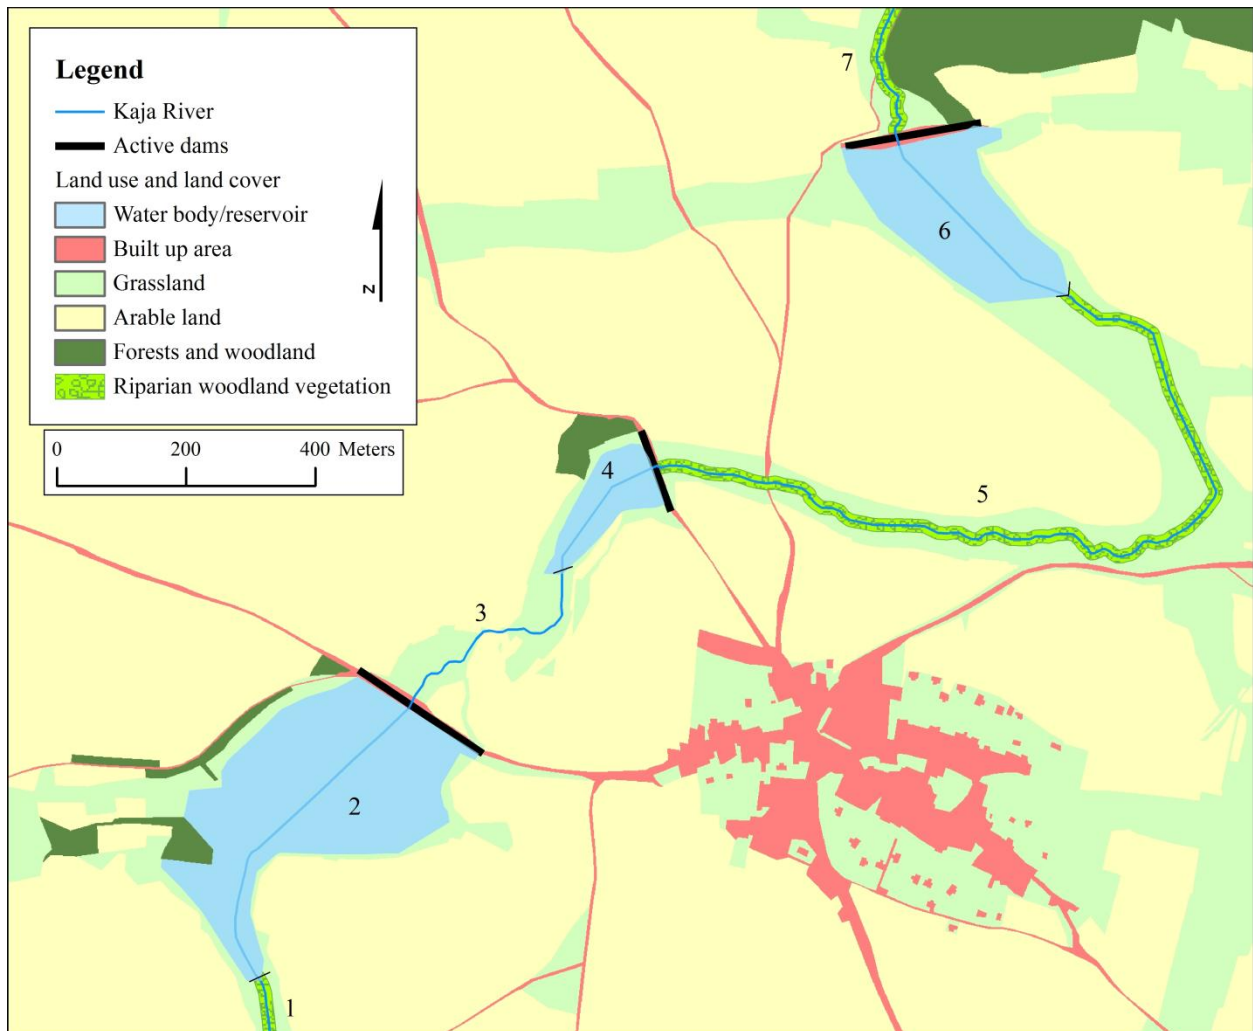 Legend
Kaja River
Active dams
Land use and land cover
Water body/reservoir
Built up area
Grassland
Arable land
Forests and woodland
Riparian woodland vegetation
N
0 200 400 Meters
7
6
4
5
3
2
1